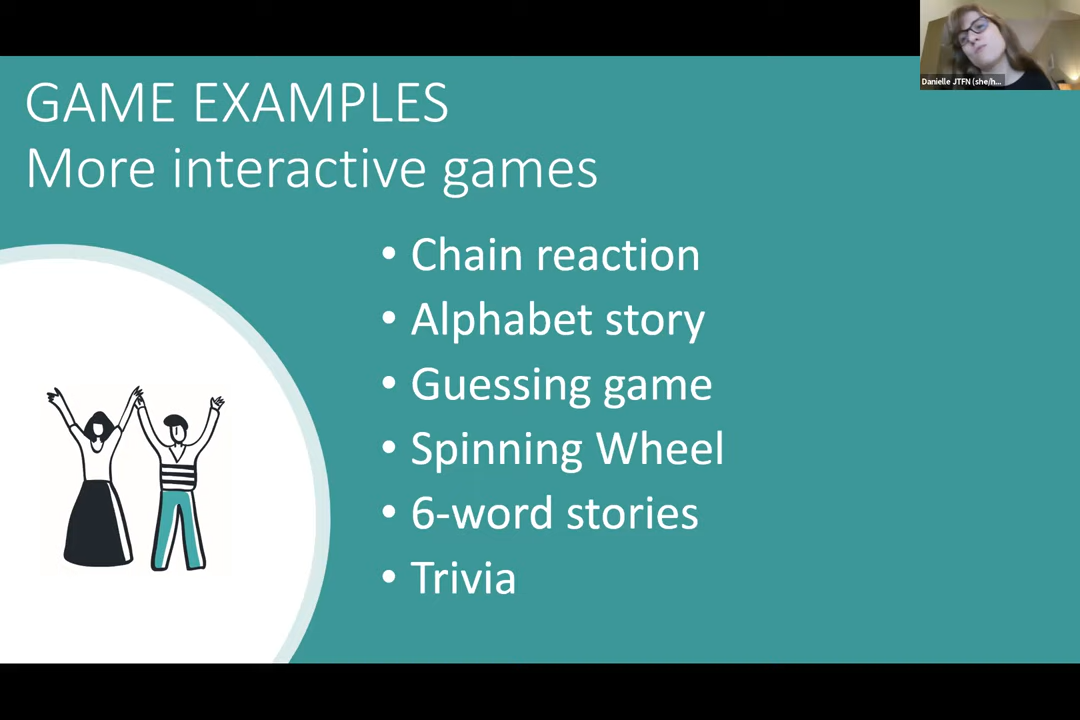 GAME EXAMPLES
More interactive games
• Chain reaction
• Alphabet story
• Guessing game
• Spinning Wheel
• 6-word stories
• Trivia
Danielle JTFN (she/h...